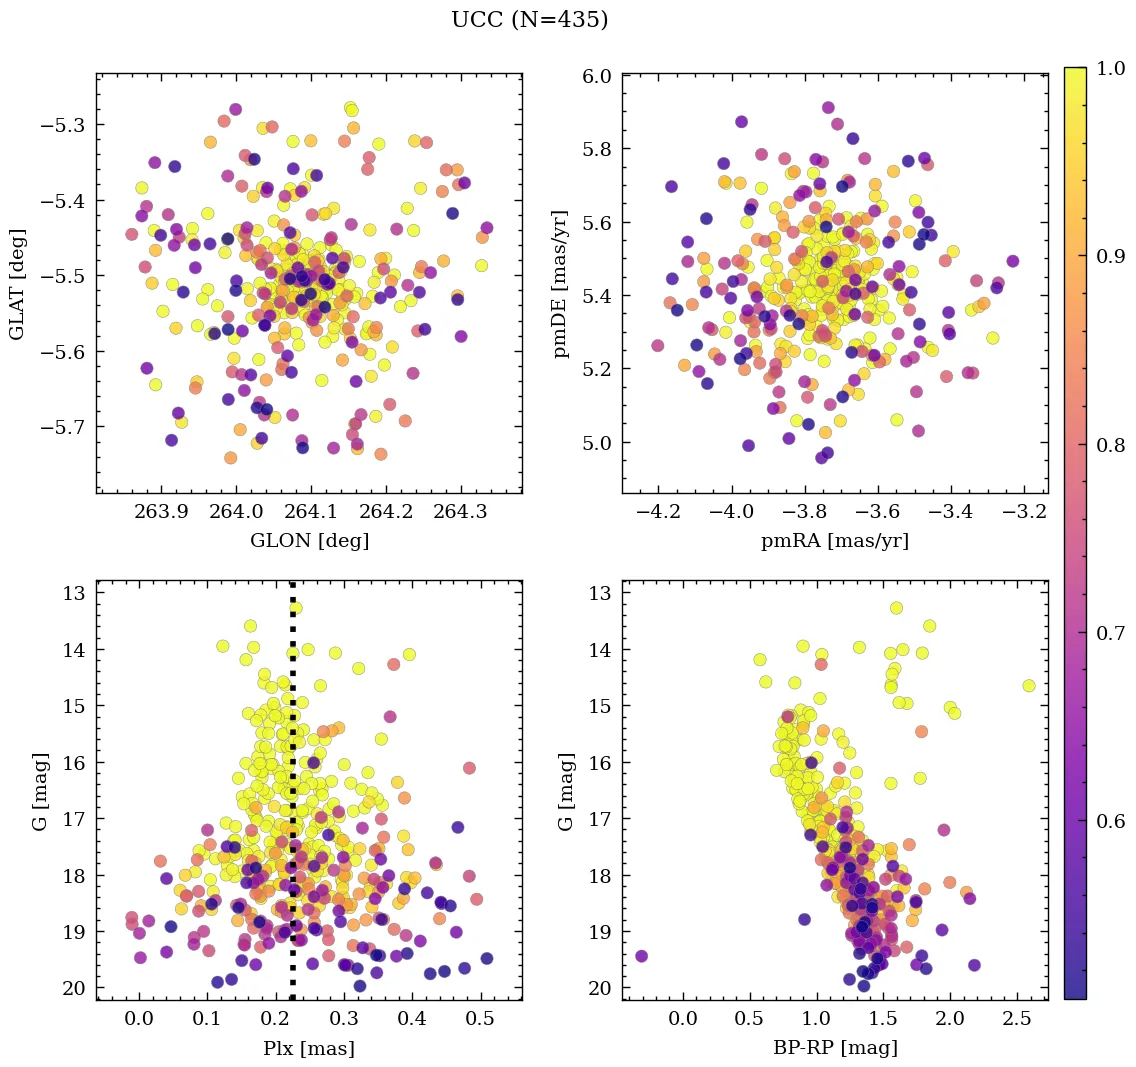 UCC (N=435)
−5.3
−5.4
−5.5
−5.6
−5.7
GLAT [deg]
263.9 264.0 264.1 264.2 264.3
GLON [deg]
6.0
5.8
5.6
5.4
5.2
5.0
pmDE [mas/yr]
−4.2 −4.0 −3.8 −3.6 −3.4 −3.2
pmRA [mas/yr]
13
14
15
16
17
18
19
20
G [mag]
0.0 0.1 0.2 0.3 0.4 0.5
Plx [mas]
13
14
15
16
17
18
19
20
G [mag]
0.0 0.5 1.0 1.5 2.0 2.5
BP-RP [mag]
1.0
0.9
0.8
0.7
0.6